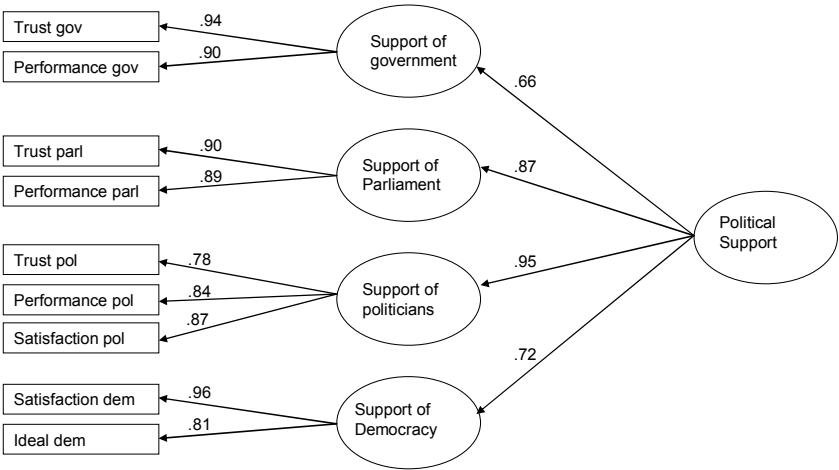 Trust gov
.94
Performance gov
.90
Support of
government
.66
Trust parl
.90
Performance parl
.89
Support of
Parliament
.87
Political
Support
Trust pol
.78
Performance pol
.84
Satisfaction pol
.87
Support of
politicians
.95
.72
Satisfaction dem
.96
Ideal dem
.81
Support of
Democracy